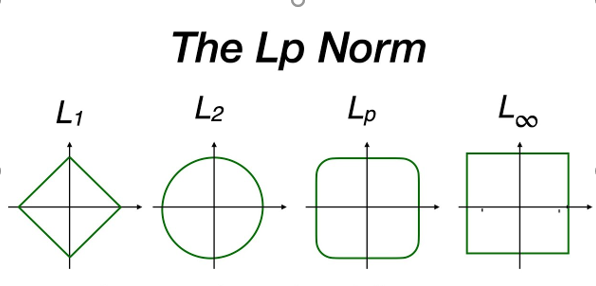 The Lp Norm
L1 L2 Lp L∞